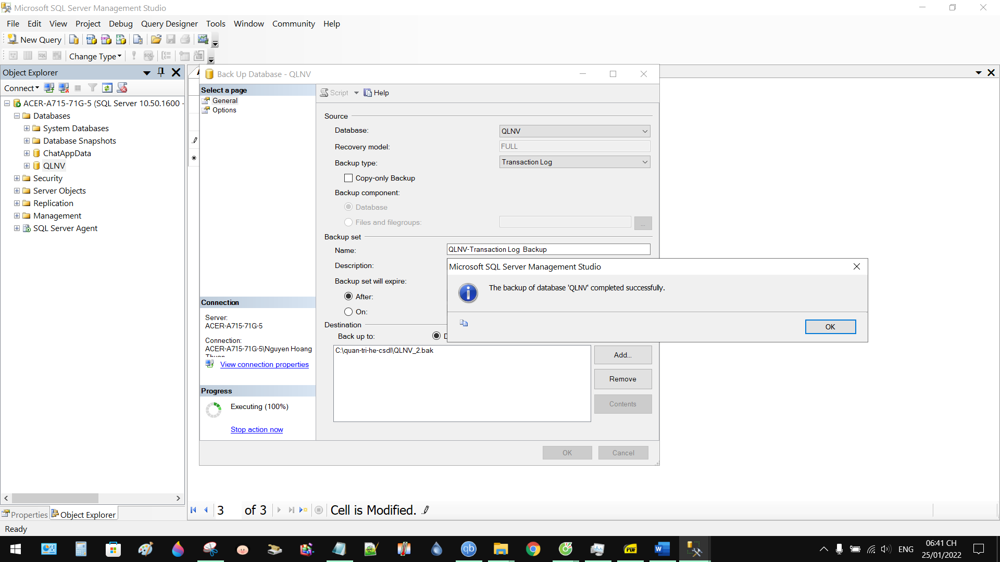 Microsoft SQL Server Management Studio
File Edit View Project Debug Query Designer Tools Window Community Help
New Query
Change Type
Object Explorer
Connect
ACER-A715-71G-5 (SQL Server 10.50.1600 -
Databases
System Databases
Database Snapshots
ChatAppData
QLNV
Security
Server Objects
Replication
Management
SQL Server Agent
Properties
Object Explorer
Ready
Back Up Database - QLNV
Select a page
General
Options
Connection
Server:
ACER-A715-71G-5
Connection:
ACER-A715-71G-5\Nguyen Hoang
View connection properties
Progress
Executing (100%)
Stop action now
Script
Help
Source
Database:
QLNV
Recovery model:
FULL
Backup type:
Transaction Log
Copy-only Backup
Backup component:
Database
Files and filegroups:
...
Backup set
Name:
QLNV-Transaction Log Backup
Description:
Backup set will expire:
After:
On:
Destination
Back up to:
C:\quan-tri-he-csdl\QLNV_2.bak
Add...
Remove
Contents
OK
Cancel
Microsoft SQL Server Management Studio
The backup of database 'QLNV' completed successfully.
OK
3 of 3
Cell is Modified.
ENG
06:41 CH
25/01/2022